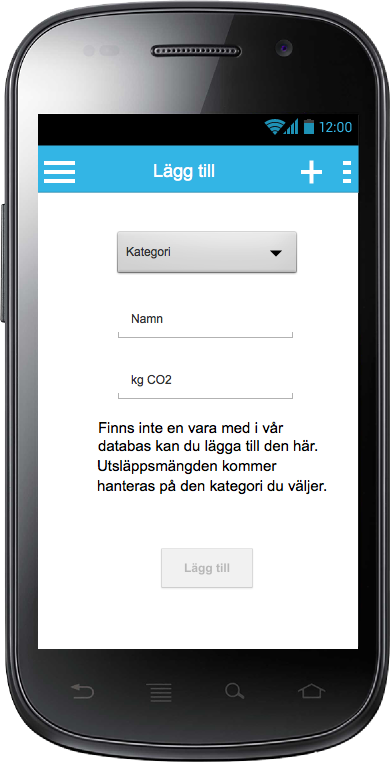 12:00
Lägg till
Kategori
Namn
kg CO2
Finns inte en vara med i vår
databas kan du lägga till den här.
Utsläppsmängden kommer
hanteras på den kategori du väljer.
Lägg till